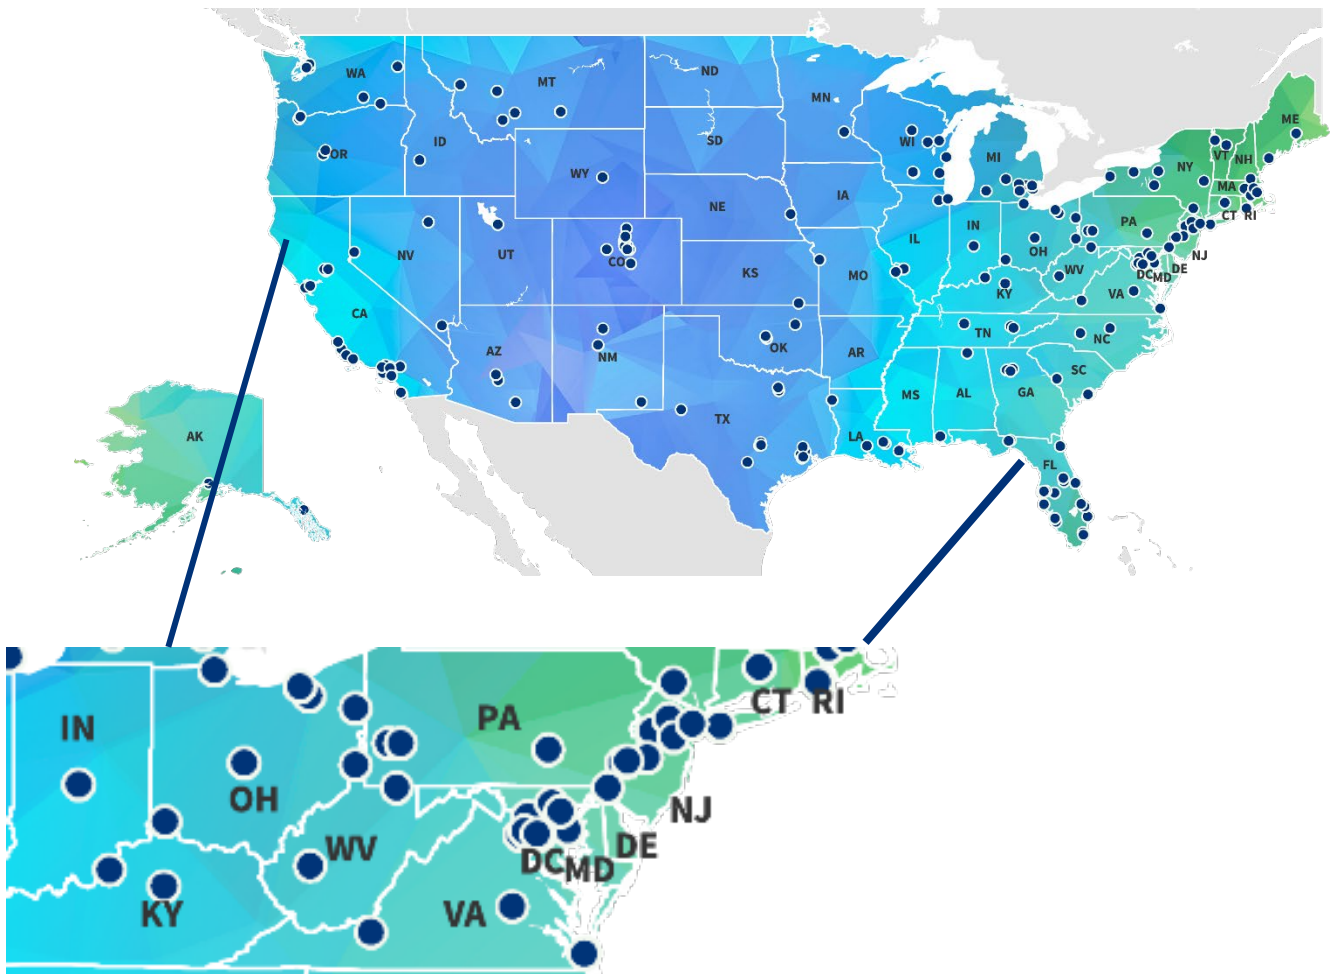 WA
MT
ND
MN
ME
OR
ID
SD
WI
MI
NY
VT
NH
WY
MA
IA
NE
CT
RI
PA
NV
UT
CO
IL
IN
OH
NJ
KS
MO
WV
DC
MD
DE
CA
KY
VA
AZ
NM
OK
AR
TN
NC
SC
MS
AL
GA
TX
AK
LA
FL
IN
PA
CT
RI
OH
NJ
WV
DC
MD
DE
KY
VA